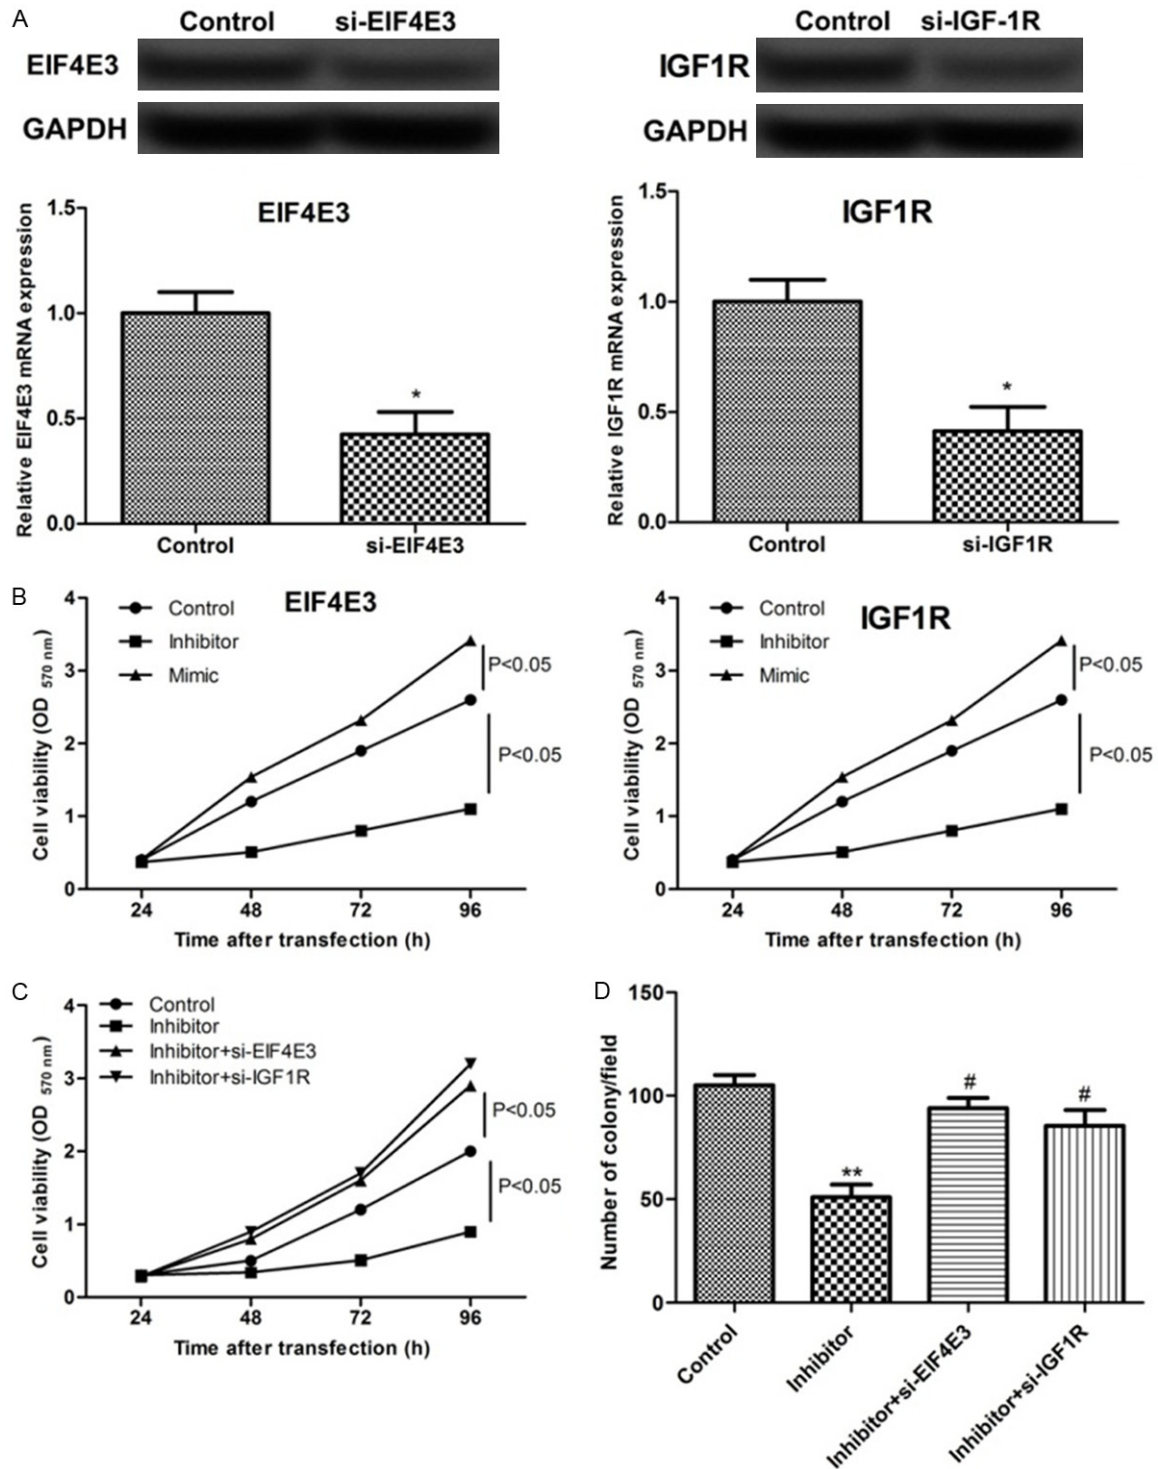 A
Control si-EIF4E3
EIF4E3
GAPDH
Control si-IGF-1R
IGF1R
GAPDH
EIF4E3
Relative EIF4E3 mRNA expression
1.5
1.0
0.5
0.0
*
Control si-EIF4E3
IGF1R
Relative IGF1R mRNA expression
1.5
1.0
0.5
0.0
*
Control si-IGF1R
B
EIF4E3
Control
Inhibitor
Mimic
Cell viability (OD 570 nm)
4
3
2
1
0
P<0.05
P<0.05
24 48 72 96
Time after transfection (h)
IGF1R
Control
Inhibitor
Mimic
Cell viability (OD 570 nm)
4
3
2
1
0
P<0.05
P<0.05
24 48 72 96
Time after transfection (h)
C
Control
Inhibitor
Inhibitor+si-EIF4E3
Inhibitor+si-IGF1R
Cell viability (OD 570 nm)
4
3
2
1
0
P<0.05
P<0.05
24 48 72 96
Time after transfection (h)
D
Number of colony/field
150
100
50
0
**
#
#
Control
Inhibitor
Inhibitor+si-EIF4E3
Inhibitor+si-IGF1R